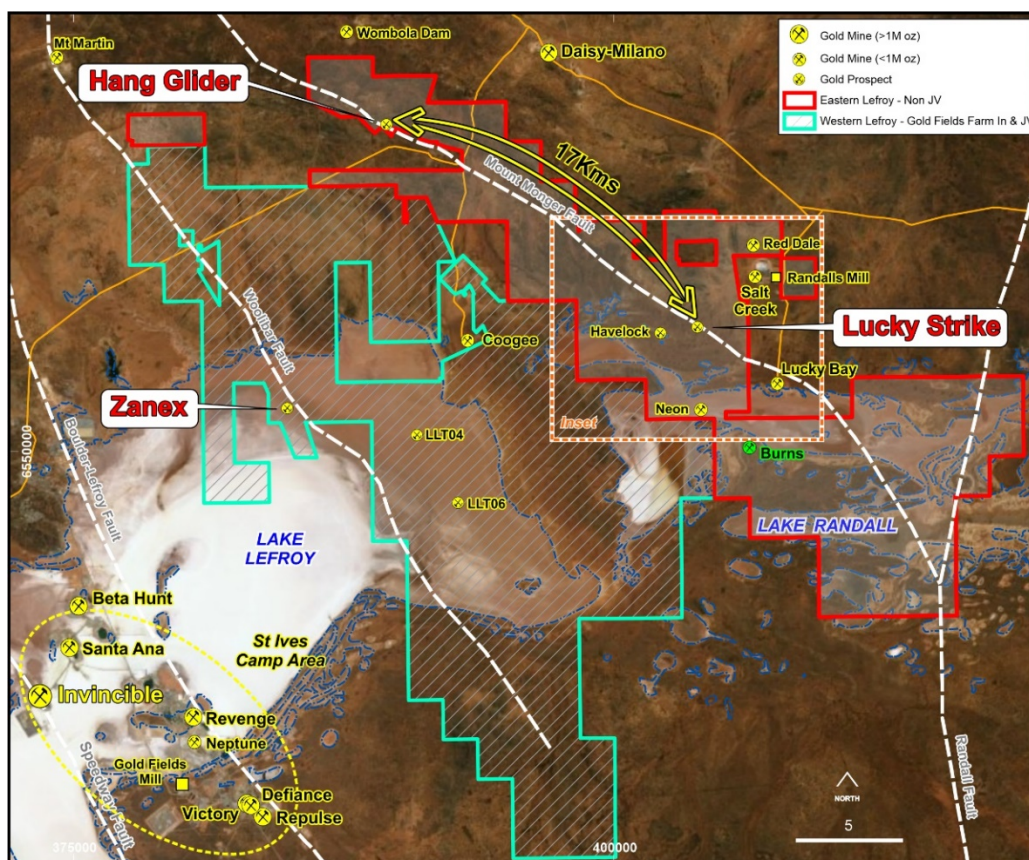 Mt Martin
Wombola Dam
Daisy-Milano
Hang Glider
Gold Mine (>1M oz)
Gold Mine (<1M oz)
Gold Prospect
Eastern Lefroy - Non JV
Western Lefroy - Gold Fields Farm In & JV
17Kms
Mount Monger Fault
Red Dale
Randalls Mill
Salt
Creek
Havelock
Lucky Strike
Coogee
Woolibar Fault
Lucky Bay
Zanex
Neon
Inset
LLT04
Burns
6550000
Boulder-Lefroy Fault
LLT06
LAKE
LEFROY
LAKE RANDALL
Beta Hunt
Santa Ana
St Ives
Camp Area
Invincible
Revenge
Neptune
Gold Fields
Mill
Defiance
Victory
Repulse
Speedway Fault
Randall Fault
NORTH
5
375000
400000